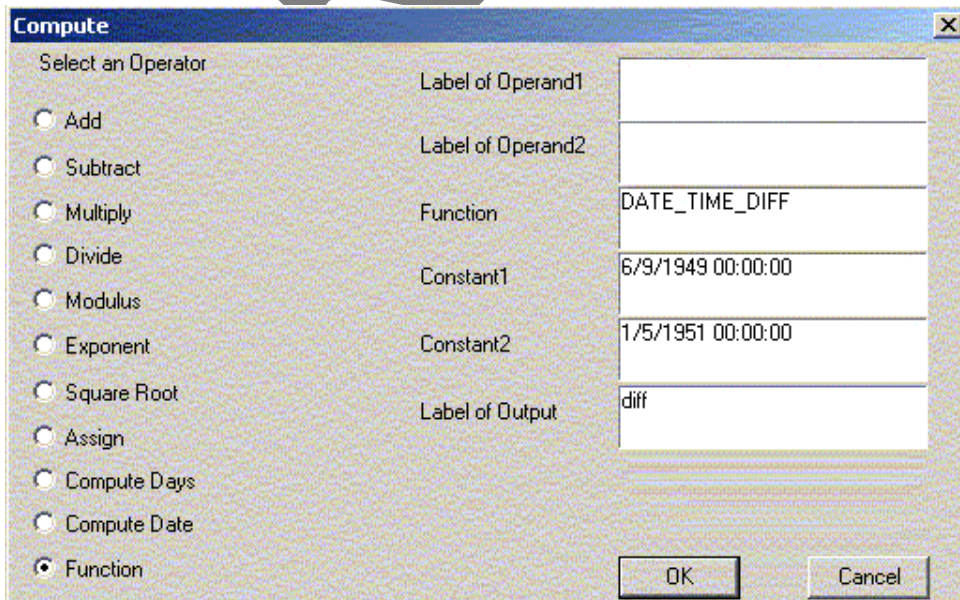 Compute
Select an Operator
Add
Subtract
Multiply
Divide
Modulus
Exponent
Square Root
Assign
Compute Days
Compute Date
Function
Label of Operand1
Label of Operand2
Function
DATE_TIME_DIFF
Constant1
6/9/1949 00:00:00
Constant2
1/5/1951 00:00:00
Label of Output
diff
OK
Cancel